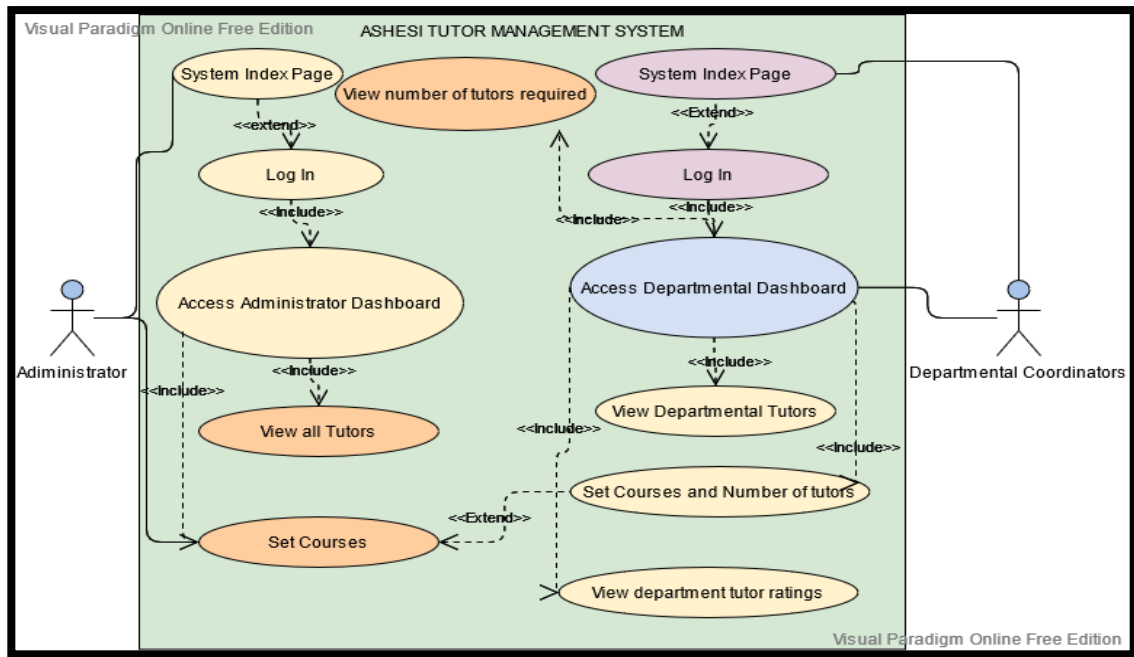 Visual Paradigm Online Free Edition
ASHESI TUTOR MANAGEMENT SYSTEM
System Index Page
View number of tutors required
System Index Page
<<extend>>
<<Extend>>
Log In
Log In
<<Include>>
<<Include>>
<<Include>>
Access Administrator Dashboard
Access Departmental Dashboard
Adiministrator
Departmental Coordinators
<<Include>>
<<Include>>
<<Include>>
View all Tutors
View Departmental Tutors
<<Include>>
<<Include>>
Set Courses and Number of tutors
<<Extend>>
Set Courses
View department tutor ratings
Visual Paradigm Online Free Edition